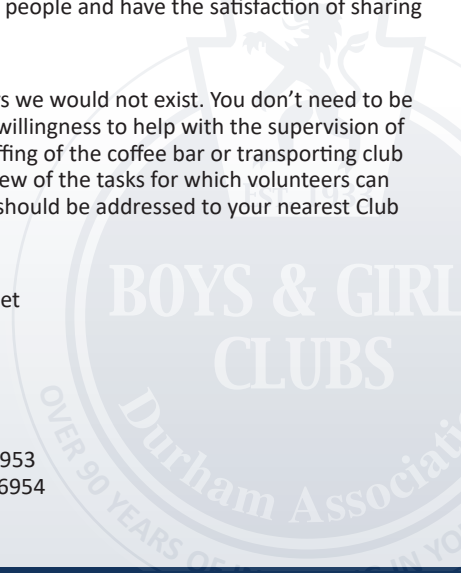 people and have the satisfaction of sharing
we would not exist. You don't need to be
willingness to help with the supervision of
of the coffee bar or transporting club
of the tasks for which volunteers can
should be addressed to your nearest Club
953
6954
EST. 193
BOYS & GIRL
CLUBS
Durham Associati
OVER 90 YEARS OF
IN YO